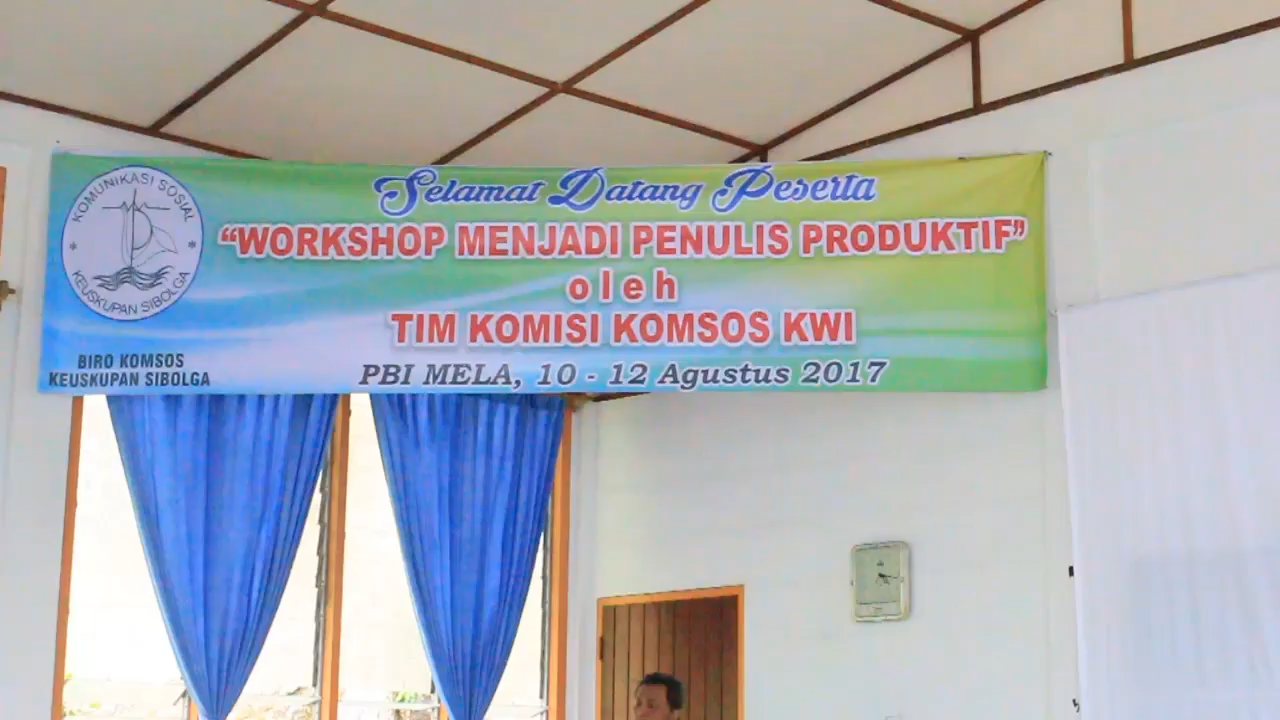 KOMUNIKASI SOSIAL
* *
KEUSKUPAN SIBOLGA
BIRO KOMSOS
KEUSKUPAN SIBOLGA
Selamat Datang Peserta
"WORKSHOP MENJADI PENULIS PRODUKTIF"
oleh
TIM KOMISI KOMSOS KWI
PBI MELA, 10 - 12 Agustus 2017